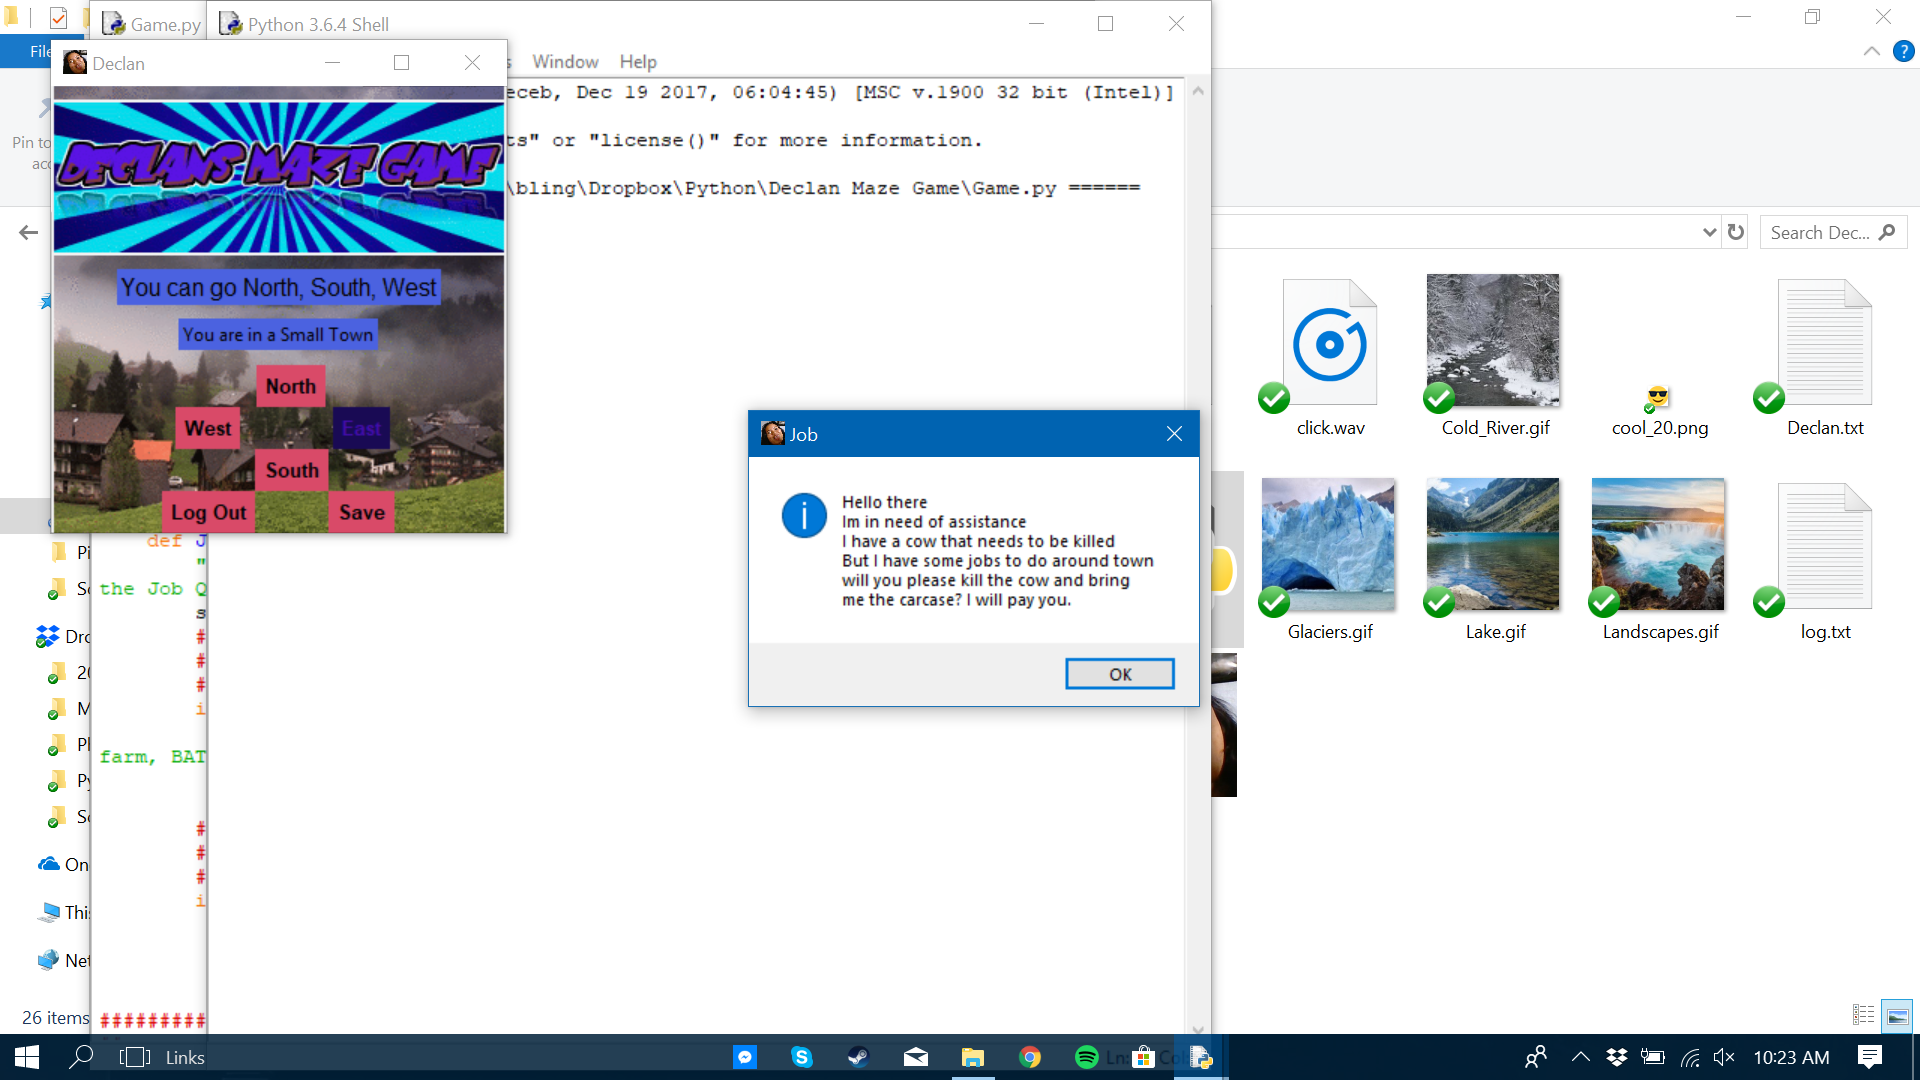 Game.py
Python 3.6.4 Shell
File
Declan
Window
Help
eceb, Dec 19 2017, 06:04:45) [MSC v.1900 32 bit (Intel)]
ts" or "license()" for more information.
\bling\Dropbox\Python\Declan Maze Game\Game.py ======
Pin to
acc
DECLANS MAZE GAME
You can go North, South, West
You are in a Small Town
North
West
East
South
Log Out
Save
Search Dec...
click.wav
Cold_River.gif
cool_20.png
Declan.txt
Glaciers.gif
Lake.gif
Landscapes.gif
log.txt
Job
Hello there
Im in need of assistance
I have a cow that needs to be killed
But I have some jobs to do around town
will you please kill the cow and bring
me the carcase? I will pay you.
OK
def J
"
the Job Q
s
#
#
#
i
farm, BAT
#
#
#
i
#########
Pi
Sc
Dro
20
M
Py
Sc
On
This
Net
26 items
Links
10:23 AM